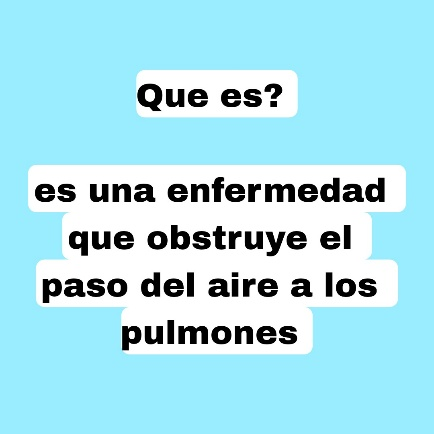 Que es?
es una enfermedad
que obstruye el
paso del aire a los
pulmones